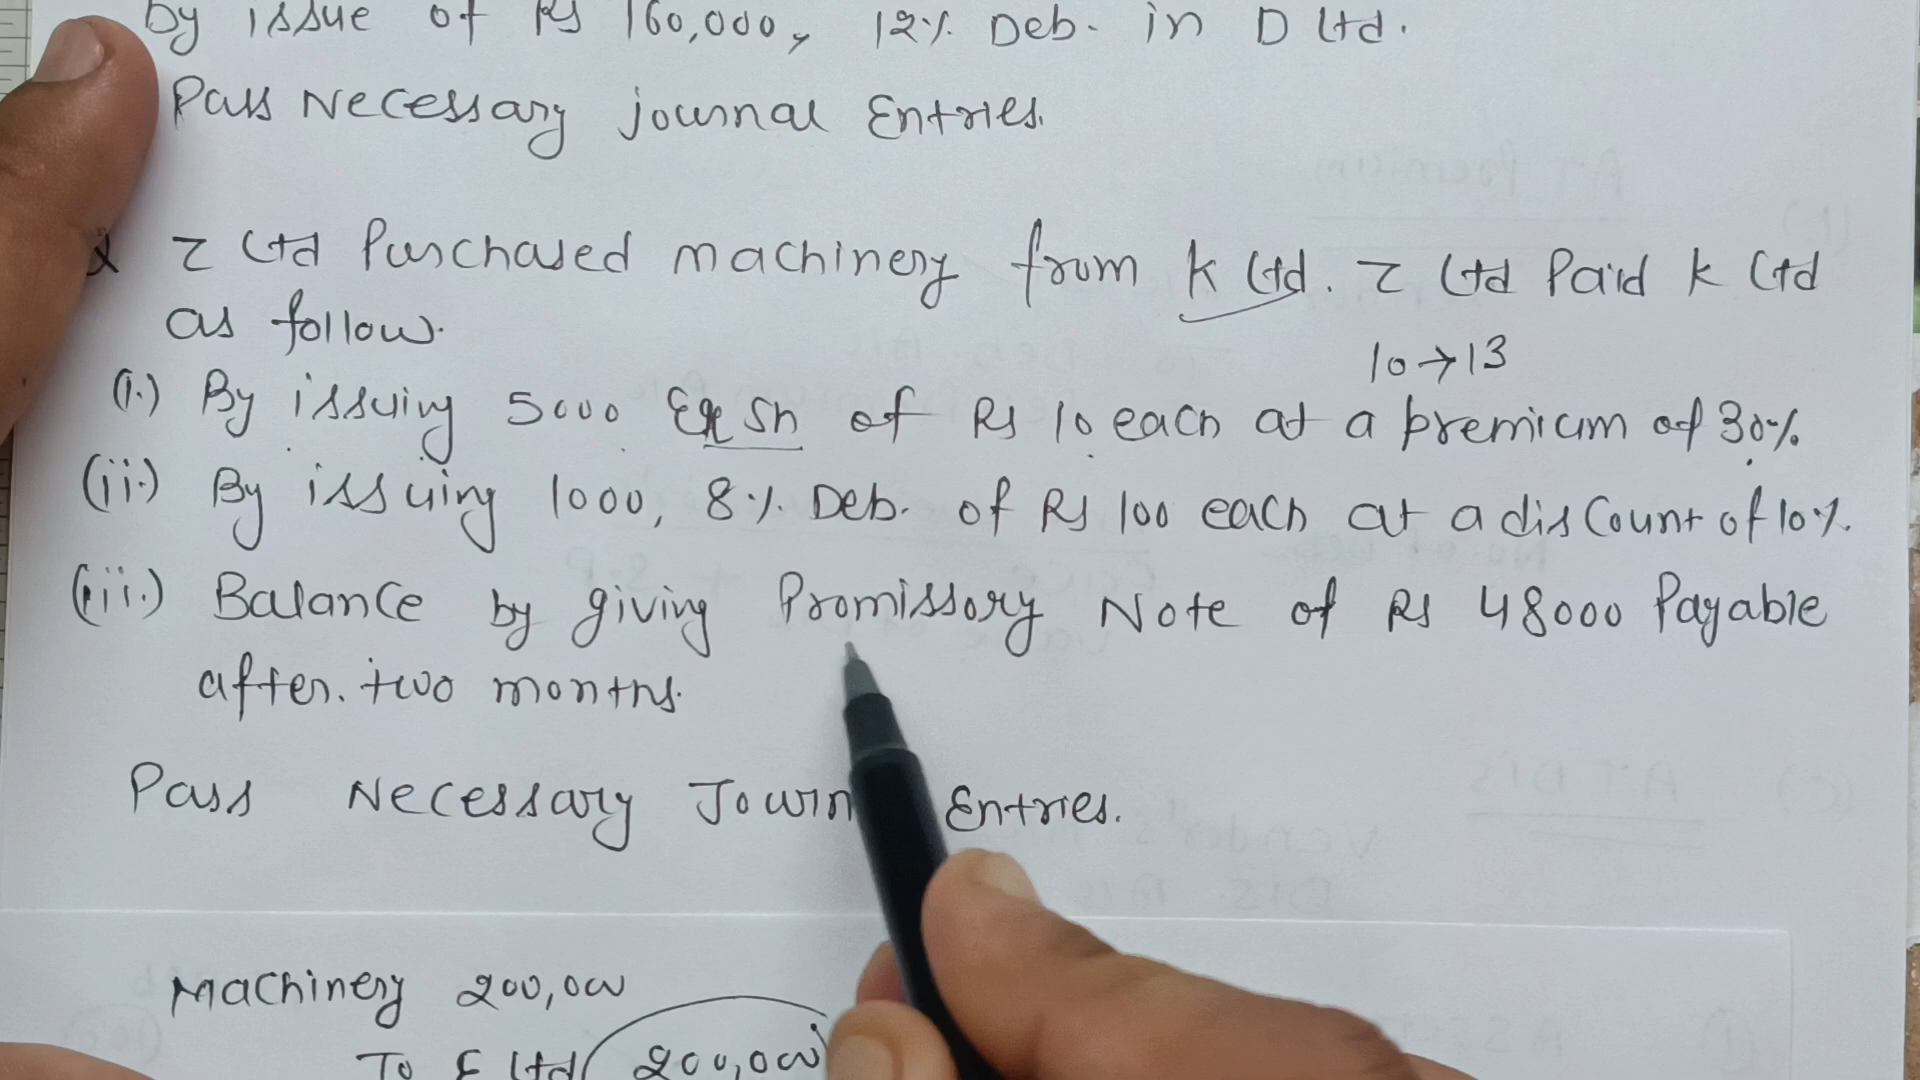 By issue of Rs 160,000, 12% Deb. in D Ltd.
Pass Necessary journal Entries.
Z Ltd Purchased machinery from K Ltd. Z Ltd Paid K Ltd
as follow.
10→13
(i.) By issuing 5000 Eq Sh of Rs 10 each at a premium of 30%.
(ii.) By issuing 1000, 8% Deb. of Rs 100 each at a discount of 10%.
(iii.) Balance by giving Promissory Note of Rs 48000 Payable
after two months.
Pass Necessary Journ Entries.
Machinery 200,000
To E Ltd 200,000